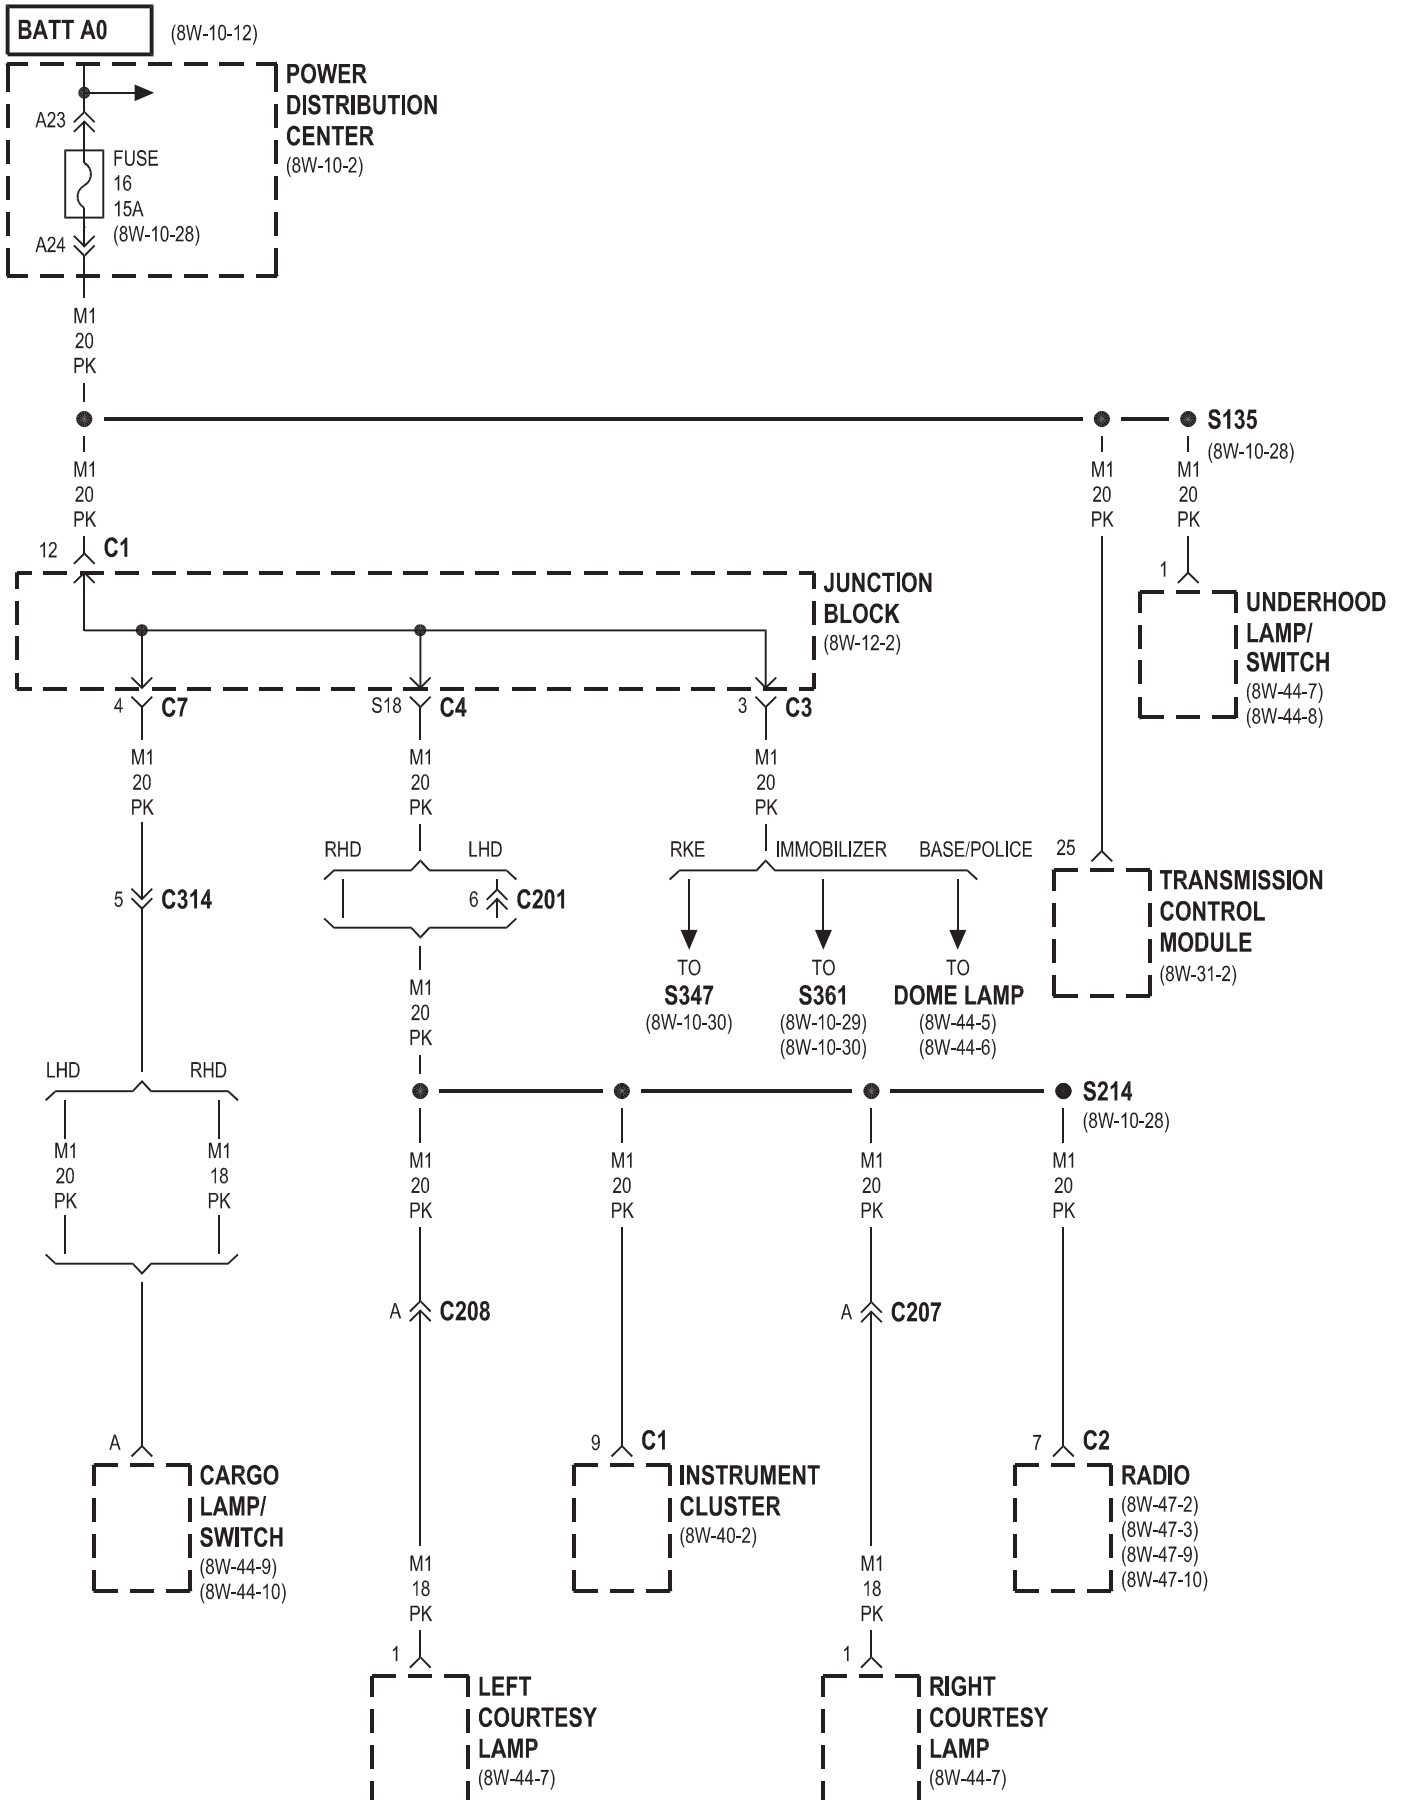 BATT A0
(8W-10-12)
POWER
DISTRIBUTION
CENTER
(8W-10-2)
A23
FUSE
16
15A
(8W-10-28)
A24
M1
20
PK
S135
(8W-10-28)
M1
20
PK
M1
20
PK
M1
20
PK
12
C1
JUNCTION
BLOCK
(8W-12-2)
1
UNDERHOOD
LAMP/
SWITCH
(8W-44-7)
(8W-44-8)
4
C7
S18
C4
3
C3
M1
20
PK
M1
20
PK
M1
20
PK
RHD
LHD
RKE
IMMOBILIZER
BASE/POLICE
25
TRANSMISSION
CONTROL
MODULE
(8W-31-2)
5
C314
6
C201
TO
S347
(8W-10-30)
TO
S361
(8W-10-29)
(8W-10-30)
TO
DOME LAMP
(8W-44-5)
(8W-44-6)
M1
20
PK
LHD
RHD
S214
(8W-10-28)
M1
20
PK
M1
18
PK
M1
20
PK
M1
20
PK
M1
20
PK
M1
20
PK
A
C208
A
C207
A
CARGO
LAMP/
SWITCH
(8W-44-9)
(8W-44-10)
9
C1
INSTRUMENT
CLUSTER
(8W-40-2)
7
C2
RADIO
(8W-47-2)
(8W-47-3)
(8W-47-9)
(8W-47-10)
M1
18
PK
M1
18
PK
1
LEFT
COURTESY
LAMP
(8W-44-7)
1
RIGHT
COURTESY
LAMP
(8W-44-7)